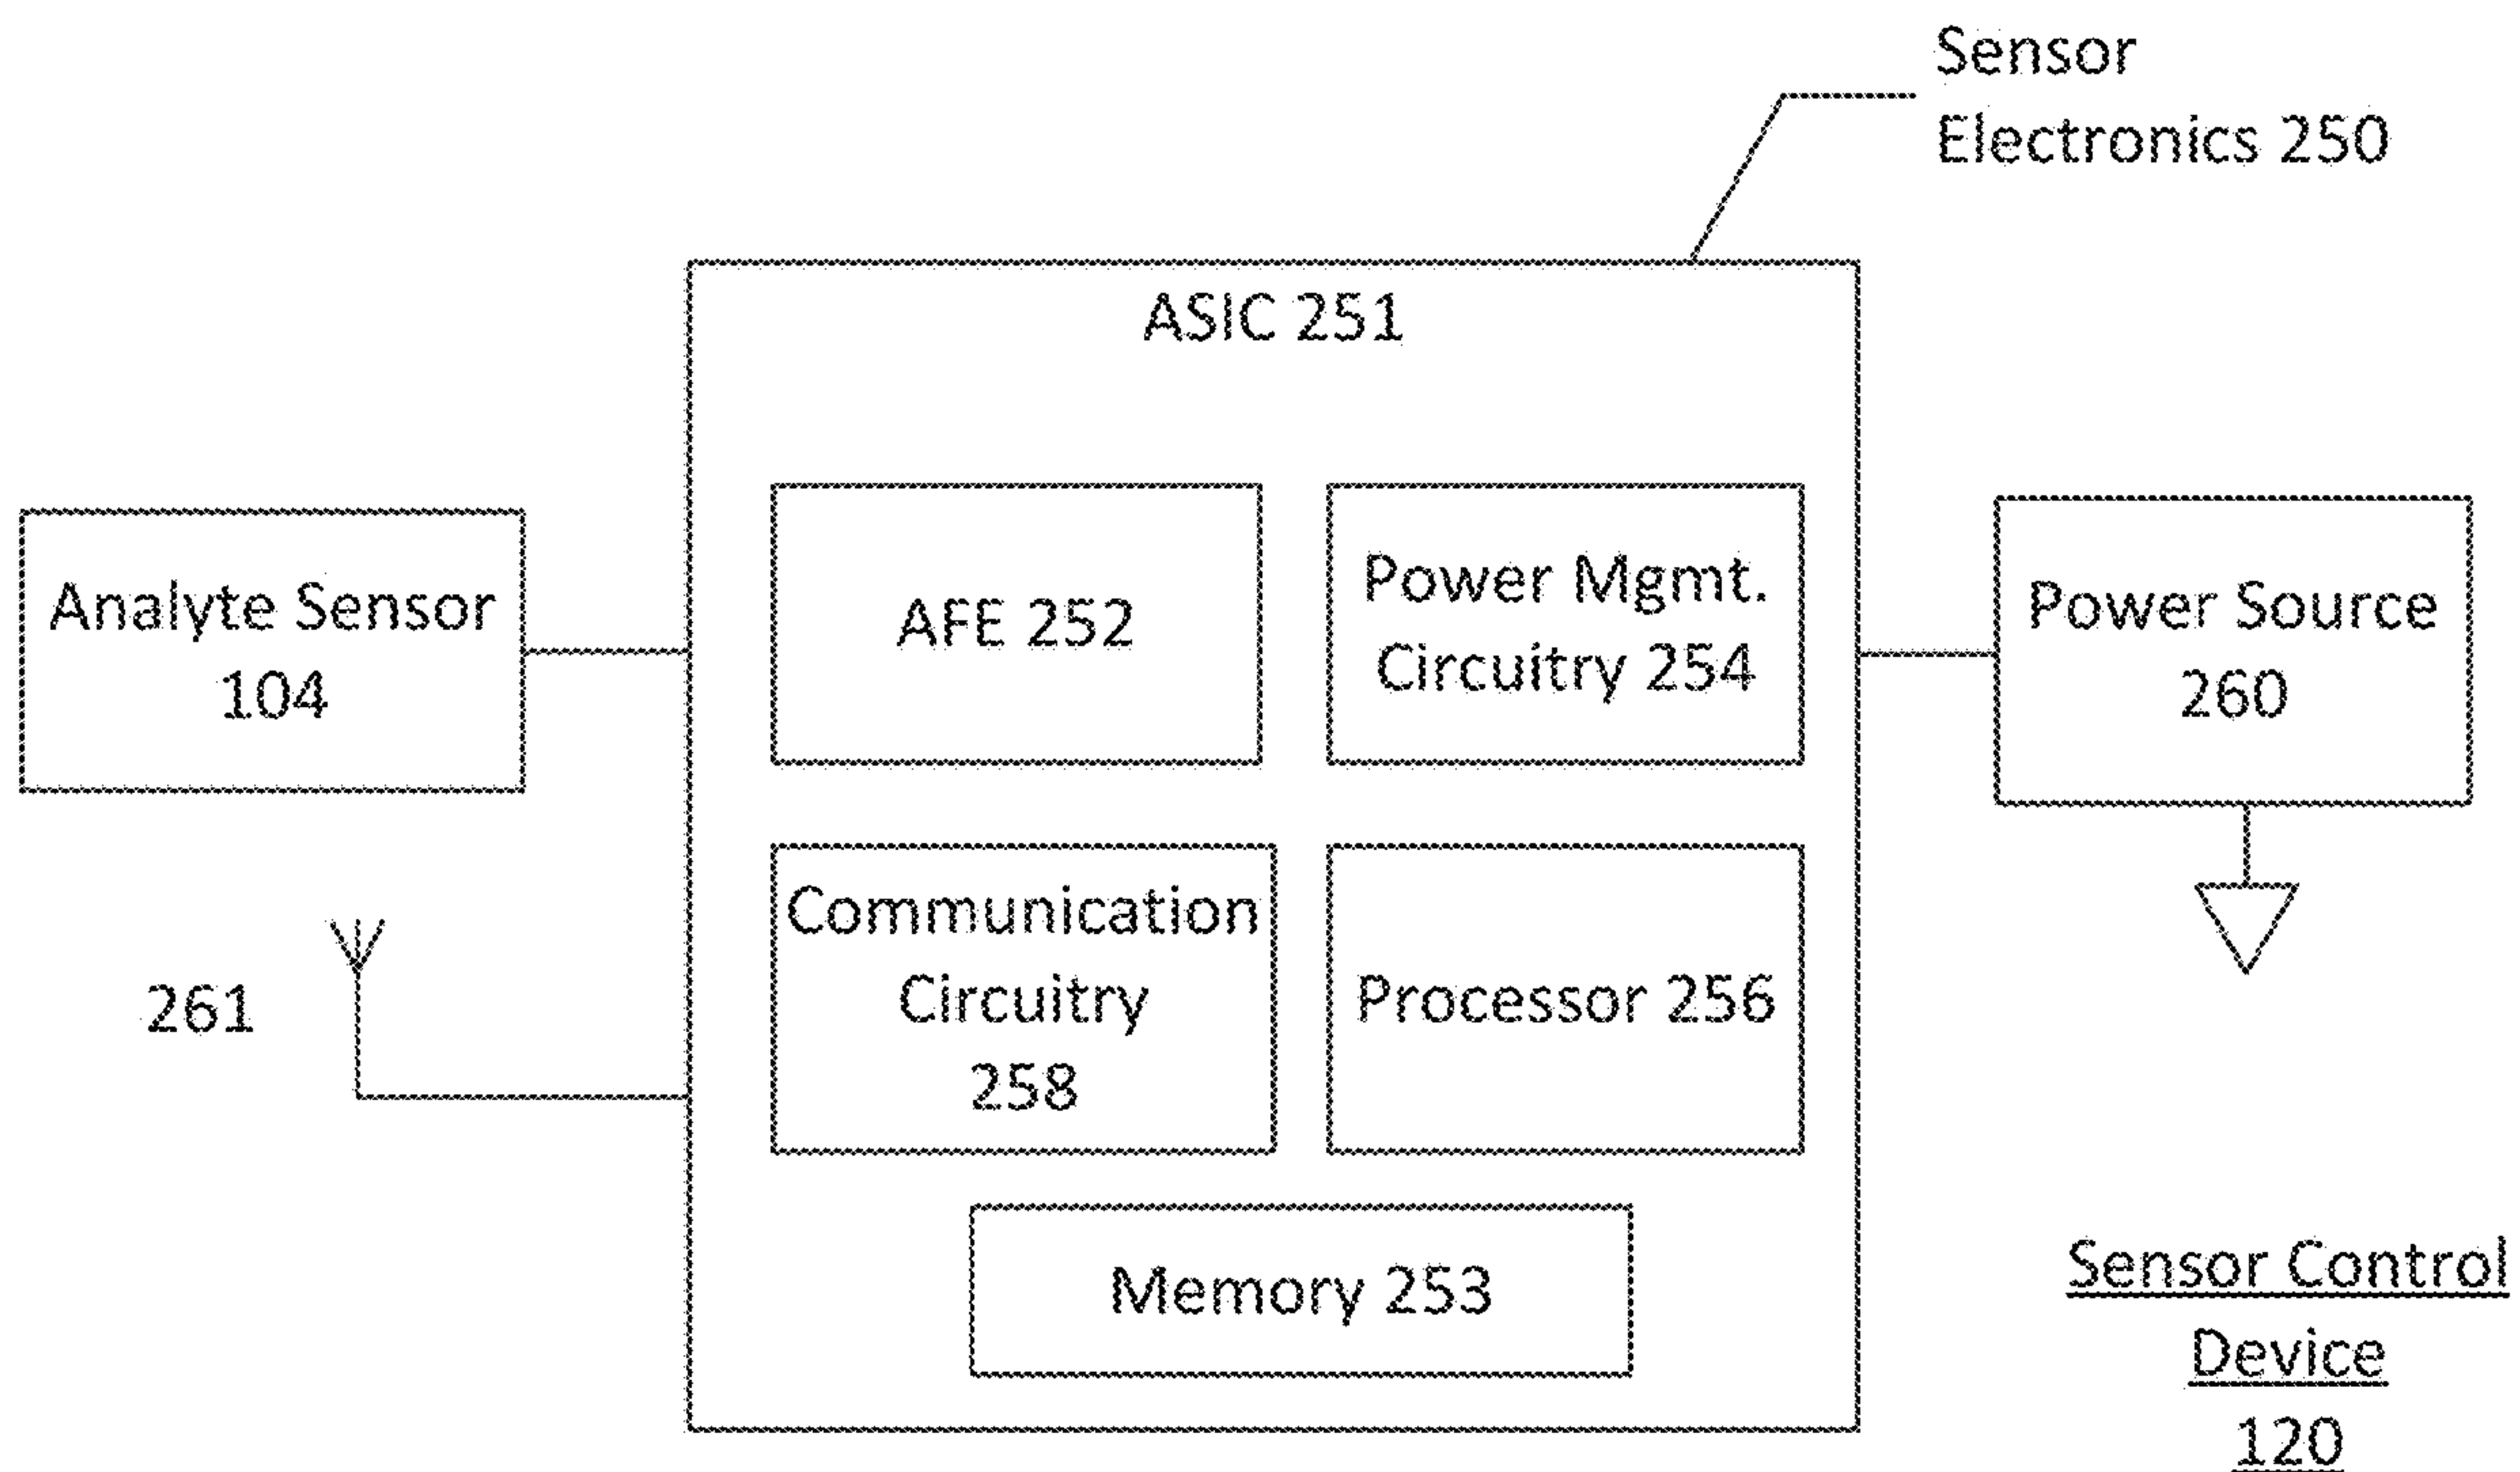 Sensor
Electronics 250
ASIC 251
Analyte Sensor
104
AFE 252
Power Mgmt.
Circuitry 254
Power Source
260
261
Communication
Circuitry
258
Processor 256
Memory 253
Sensor Control
Device
120